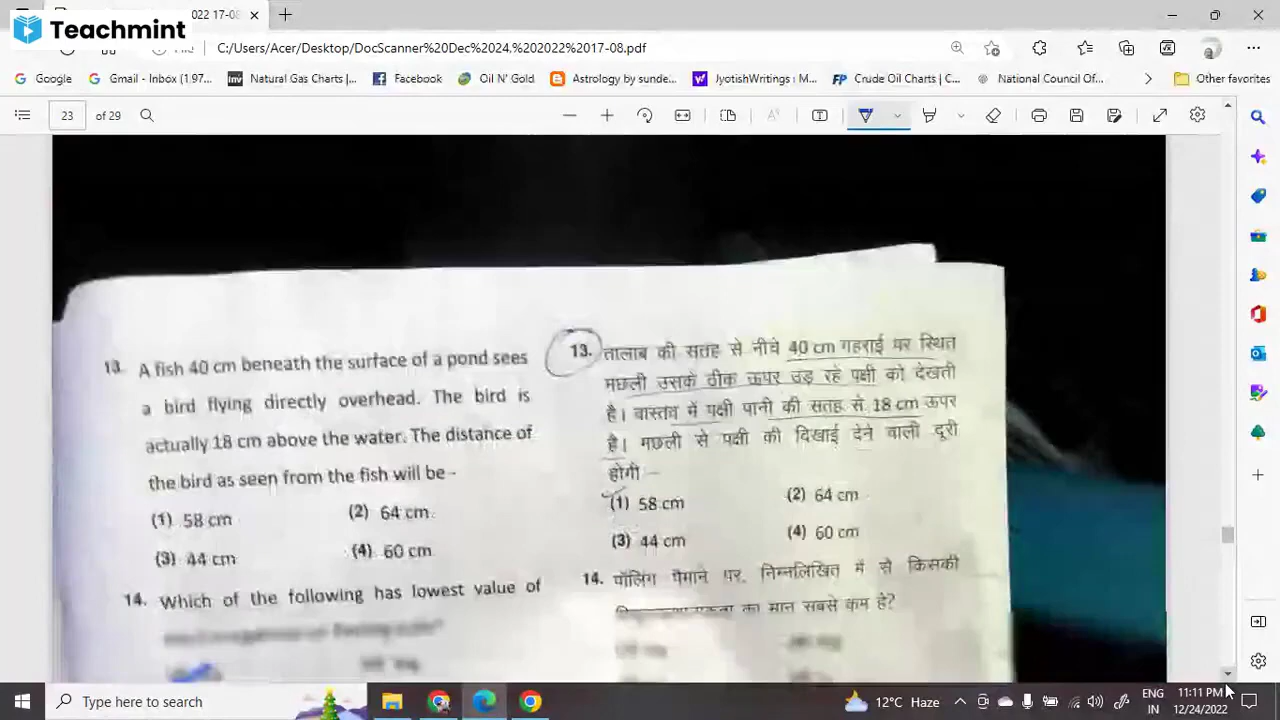 Teachmint
022 17-08
C:/Users/Acer/Desktop/DocScanner%20Dec%2024,%202022%2017-08.pdf
Google
Gmail - Inbox (1,97...
Natural Gas Charts |...
Facebook
Oil N' Gold
Astrology by sunde...
JyotishWritings : M...
Crude Oil Charts | C...
National Council Of...
Other favorites
23 of 29
13. A fish 40 cm beneath the surface of a pond sees
a bird flying directly overhead. The bird is
actually 18 cm above the water. The distance of
the bird as seen from the fish will be -
(1) 58 cm (2) 64 cm
(3) 44 cm (4) 60 cm
14. Which of the following has lowest value of
13. तालाब की सतह से नीचे 40 cm गहराई पर स्थित
मछली उसके ठीक ऊपर उड़ रहे पक्षी को देखती
है। वास्तव में पक्षी पानी की सतह से 18 cm ऊपर
है। मछली से पक्षी की दिखाई देने वाली दूरी
होगी -
(1) 58 cm (2) 64 cm
(3) 44 cm (4) 60 cm
14. पॉलिंग पैमाने पर, निम्नलिखित में से किसकी
का मान सबसे कम है?
Type here to search
12°C Haze
ENG
IN
11:11 PM
12/24/2022